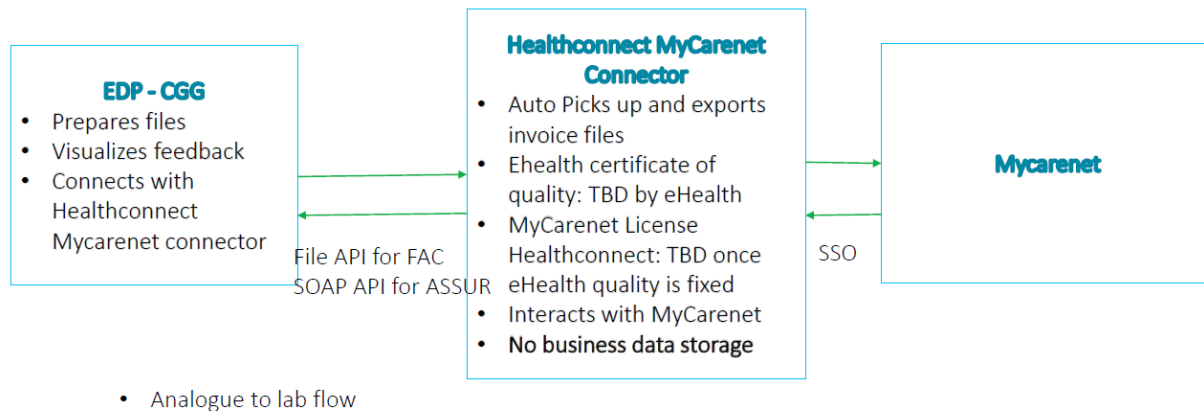 EDP - CGG
• Prepares files
• Visualizes feedback
• Connects with
Healthconnect
Mycarenet connector
File API for FAC
SOAP API for ASSUR
Healthconnect MyCarenet
Connector
• Auto Picks up and exports
invoice files
• Ehealth certificate of
quality: TBD by eHealth
• MyCarenet License
Healthconnect: TBD once
eHealth quality is fixed
• Interacts with MyCarenet
• No business data storage
SSO
Mycarenet
• Analogue to lab flow